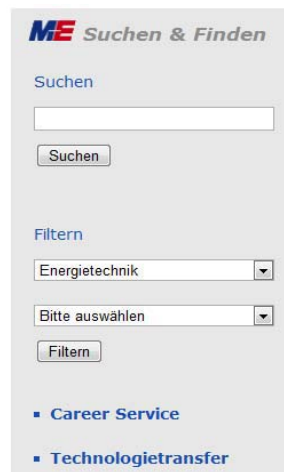 ME Suchen & Finden
Suchen
Suchen
Filtern
Energietechnik
Bitte auswählen
Filtern
Career Service
Technologietransfer